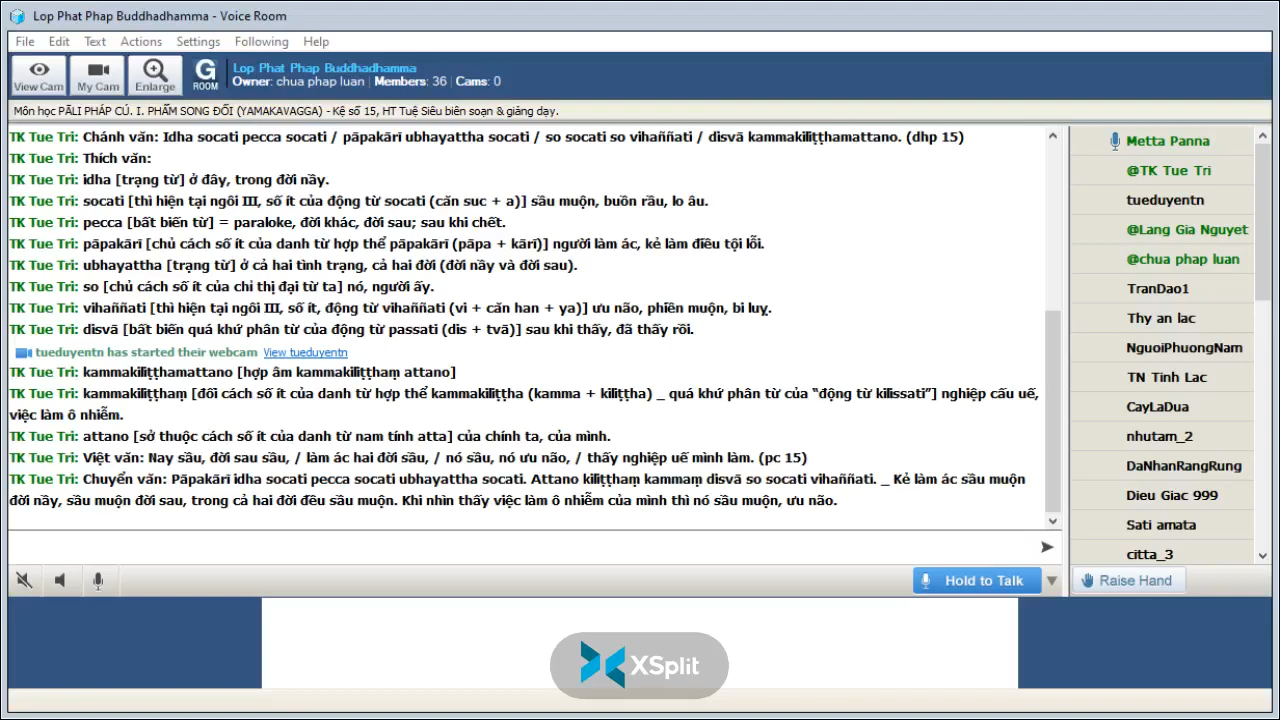 Lop Phat Phap Buddhadhamma - Voice Room
File Edit Text Actions Settings Following Help
View Cam My Cam Enlarge G ROOM
Lop Phat Phap Buddhadhamma
Owner: chua phap luan | Members: 36 | Cams: 0
Môn học PĀLI PHÁP CÚ. I. PHẨM SONG ĐỐI (YAMAKAVAGGA) - Kệ số 15, HT Tuệ Siêu biên soạn & giảng dạy.
TK Tue Tri: Chánh văn: Idha socati pecca socati / pāpakārī ubhayattha socati / so socati so vihaññati / disvā kammakiliṭṭhamattano. (dhp 15)
TK Tue Tri: Thích văn:
TK Tue Tri: idha [trạng từ] ở đây, trong đời nầy.
TK Tue Tri: socati [thì hiện tại ngôi III, số ít của động từ socati (căn suc + a)] sầu muộn, buồn rầu, lo âu.
TK Tue Tri: pecca [bất biến từ] = paraloke, đời khác, đời sau; sau khi chết.
TK Tue Tri: pāpakārī [chủ cách số ít của danh từ hợp thể pāpakārī (pāpa + kārī)] người làm ác, kẻ làm điều tội lỗi.
TK Tue Tri: ubhayattha [trạng từ] ở cả hai tình trạng, cả hai đời (đời nầy và đời sau).
TK Tue Tri: so [chủ cách số ít của chỉ thị đại từ ta] nó, người ấy.
TK Tue Tri: vihaññati [thì hiện tại ngôi III, số ít, động từ vihaññati (vi + căn han + ya)] ưu não, phiền muộn, bi luỵ.
TK Tue Tri: disvā [bất biến quá khứ phân từ của động từ passati (dis + tvā)] sau khi thấy, đã thấy rồi.
tueduyentn has started their webcam View tueduyentn
TK Tue Tri: kammakiliṭṭhamattano [hợp âm kammakiliṭṭhaṃ attano]
TK Tue Tri: kammakiliṭṭhaṃ [đối cách số ít của danh từ hợp thể kammakiliṭṭha (kamma + kiliṭṭha) _ quá khứ phân từ của “động từ kilissati”] nghiệp cấu uế,
việc làm ô nhiễm.
TK Tue Tri: attano [sở thuộc cách số ít của danh từ nam tính atta] của chính ta, của mình.
TK Tue Tri: Việt văn: Nay sầu, đời sau sầu, / làm ác hai đời sầu, / nó sầu, nó ưu não, / thấy nghiệp uế mình làm. (pc 15)
TK Tue Tri: Chuyển văn: Pāpakārī idha socati pecca socati ubhayattha socati. Attano kiliṭṭhaṃ kammaṃ disvā so socati vihaññati. _ Kẻ làm ác sầu muộn
đời nầy, sầu muộn đời sau, trong cả hai đời đều sầu muộn. Khi nhìn thấy việc làm ô nhiễm của mình thì nó sầu muộn, ưu não.
Metta Panna
@TK Tue Tri
tueduyentn
@Lang Gia Nguyet
@chua phap luan
TranDao1
Thy an lac
NguoiPhuongNam
TN Tinh Lac
CayLaDua
nhutam_2
DaNhanRangRung
Dieu Giac 999
Sati amata
citta_3
Hold to Talk
Raise Hand
XSplit